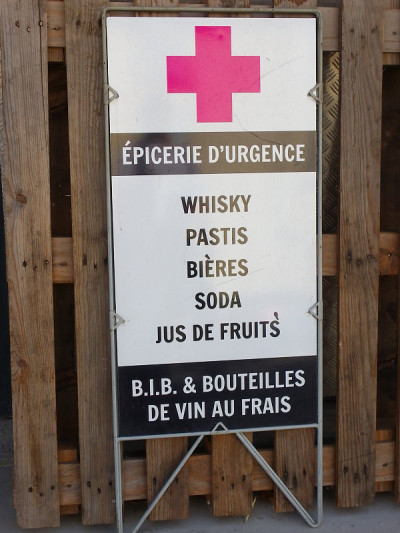 ÉPICERIE D'URGENCE
WHISKY
PASTIS
BIÈRES
SODA
JUS DE FRUITS
B.I.B. & BOUTEILLES
DE VIN AU FRAIS